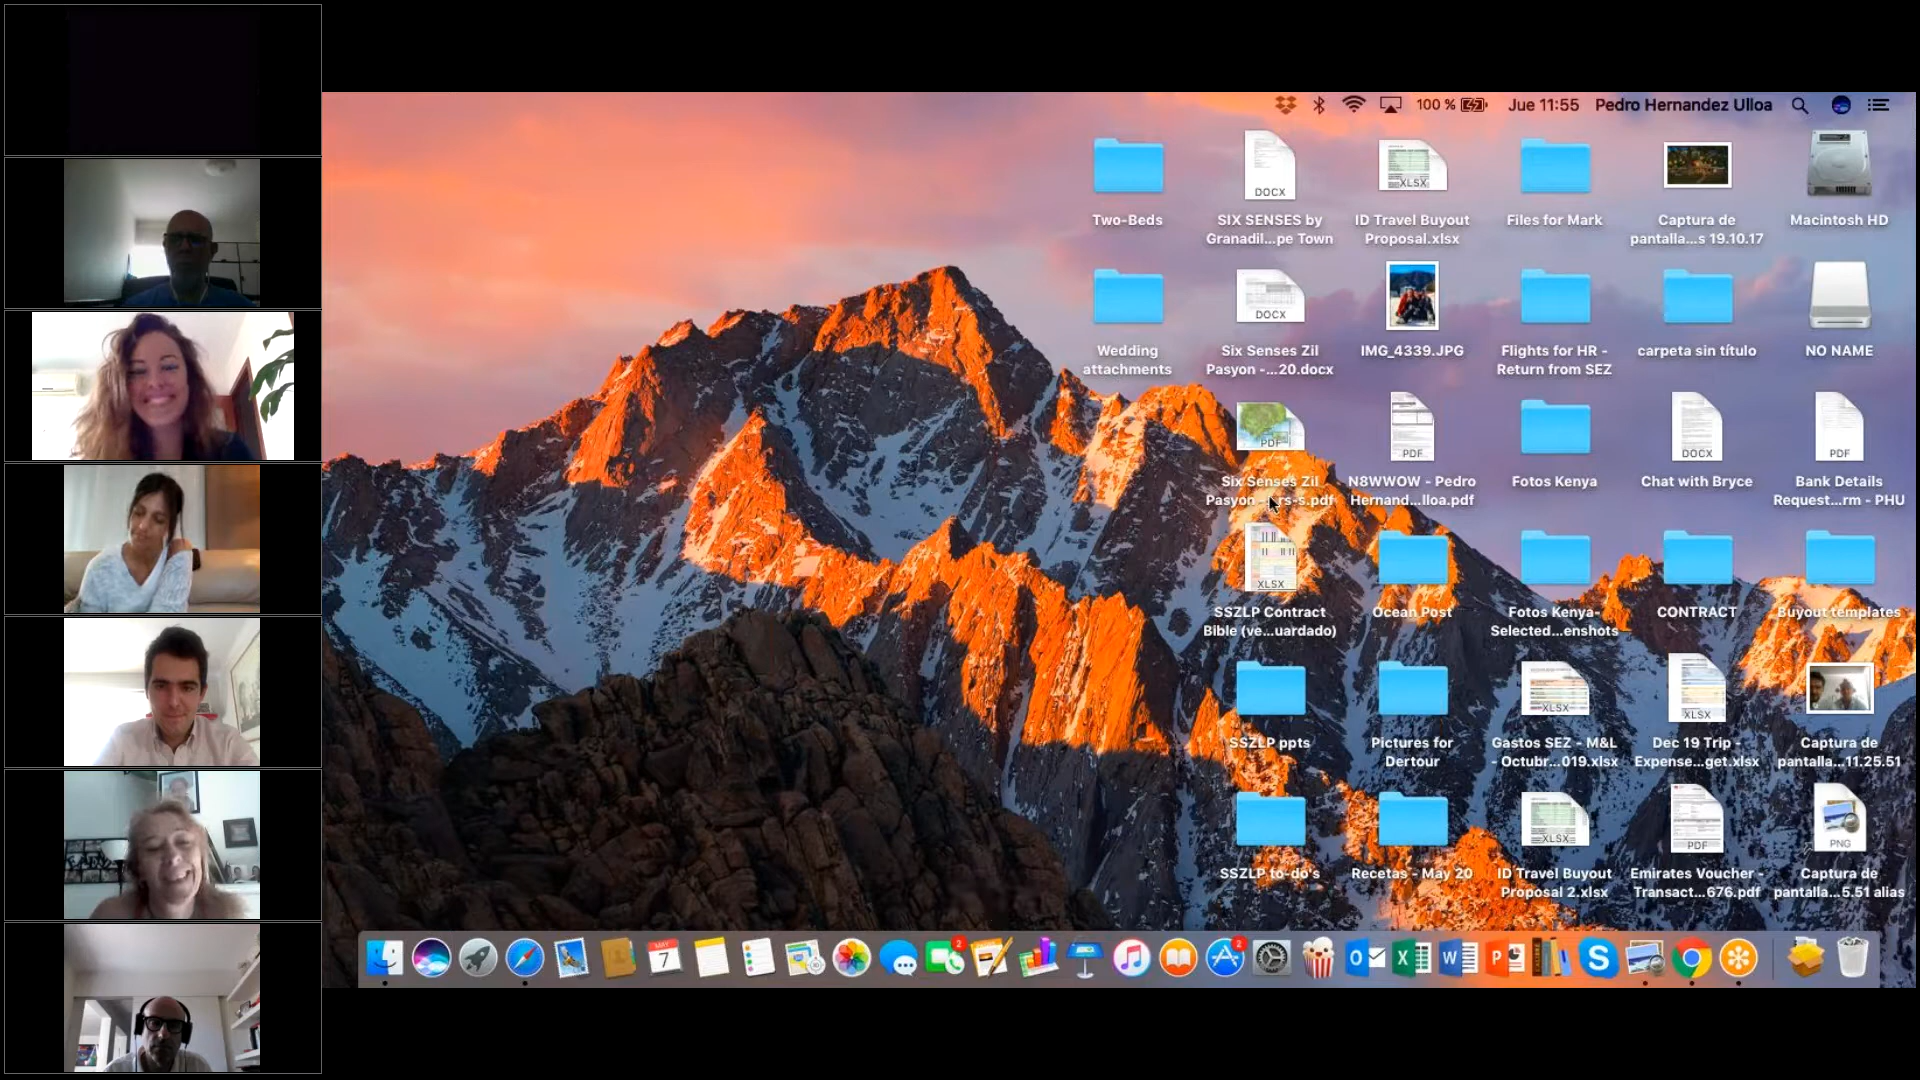 100 %
Jue 11:55
Pedro Hernandez Ulloa
Two-Beds
DOCX
SIX SENSES by
Granadil...pe Town
XLSX
ID Travel Buyout
Proposal.xlsx
Files for Mark
Captura de
pantalla...s 19.10.17
Macintosh HD
Wedding
attachments
DOCX
Six Senses Zil
Pasyon -...20.docx
IMG_4339.JPG
Flights for HR -
Return from SEZ
carpeta sin título
NO NAME
PDF
Six Senses Zil
Pasyon - rs-s.pdf
PDF
N8WWOW - Pedro
Hernand...lloa.pdf
Fotos Kenya
DOCX
Chat with Bryce
PDF
Bank Details
Request...rm - PHU
XLSX
SSZLP Contract
Bible (ve...uardado)
Ocean Post
Fotos Kenya-
Selected...enshots
CONTRACT
Buyout templates
SSZLP ppts
Pictures for
Dertour
XLSX
Gastos SEZ - M&L
- Octubr...019.xlsx
XLSX
Dec 19 Trip -
Expense...get.xlsx
Captura de
pantalla...11.25.51
SSZLP to-do's
Recetas - May 20
XLSX
ID Travel Buyout
Proposal 2.xlsx
PDF
Emirates Voucher -
Transact...676.pdf
PNG
Captura de
pantalla...5.51 alias
MAY
7
2
2